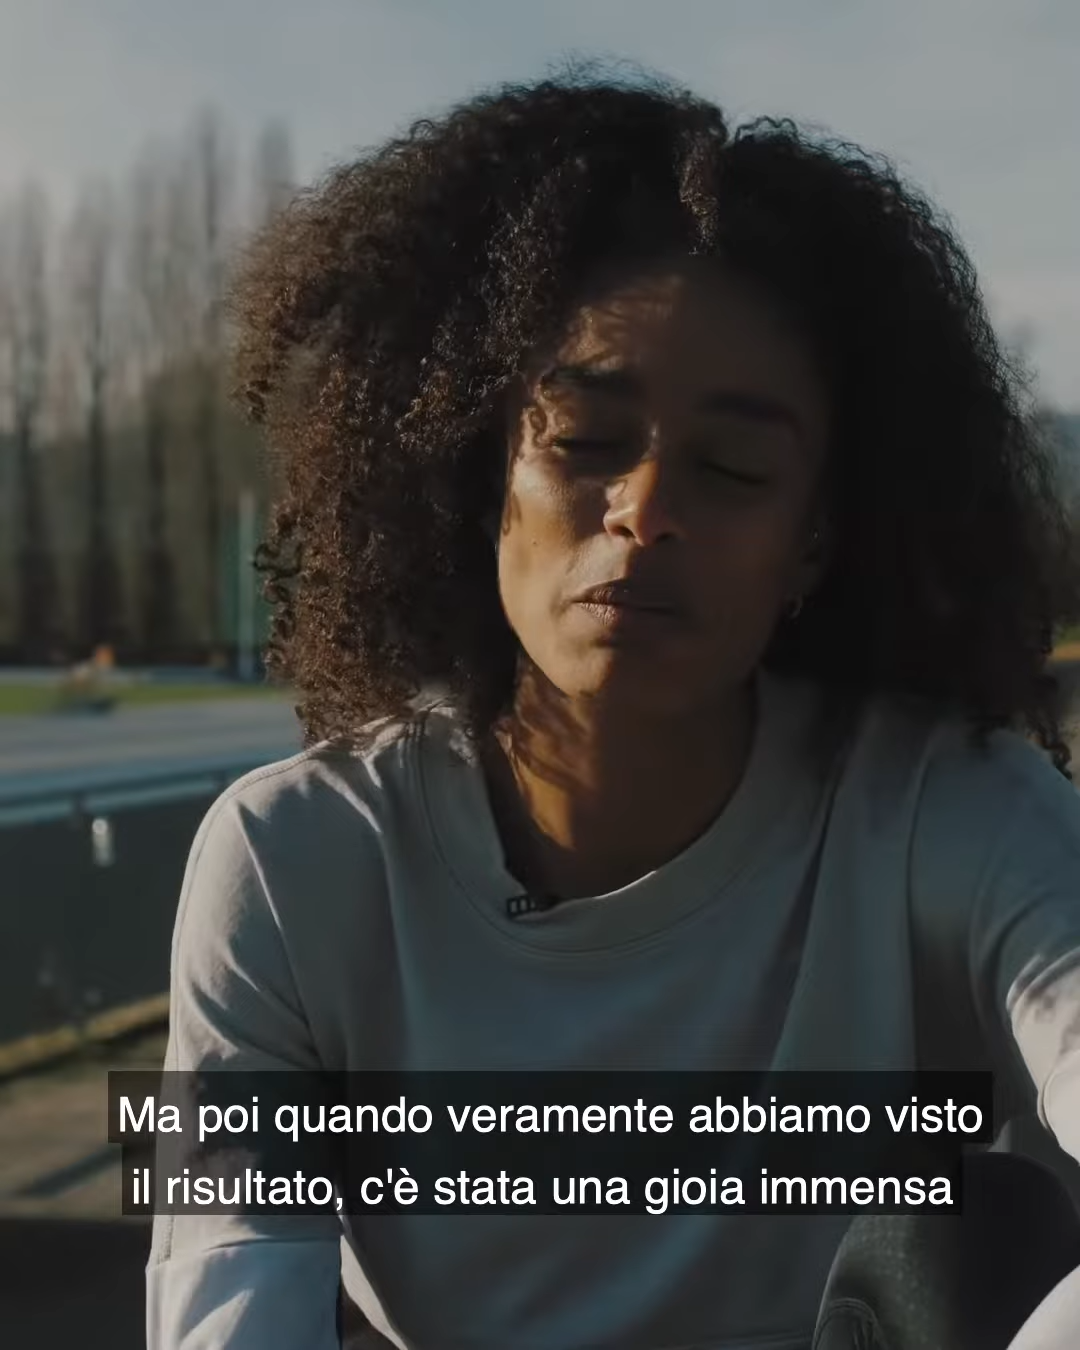 Ma poi quando veramente abbiamo visto
il risultato, c'è stata una gioia immensa